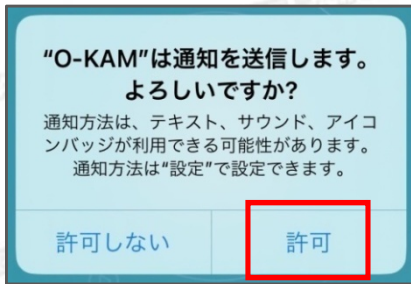 “O-KAM”は通知を送信します。
よろしいですか?
通知方法は、テキスト、サウンド、アイコ
ンバッジが利用できる可能性があります。
通知方法は“設定”で設定できます。
許可しない
許可